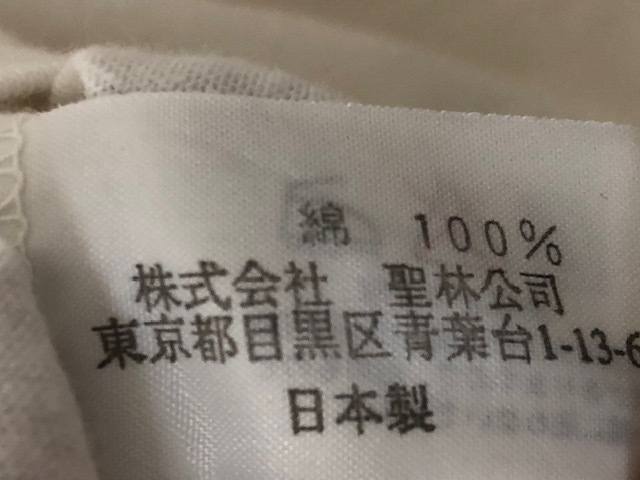 綿 100%
株式会社 聖林公司
東京都目黒区青葉台1-13-6
日本製